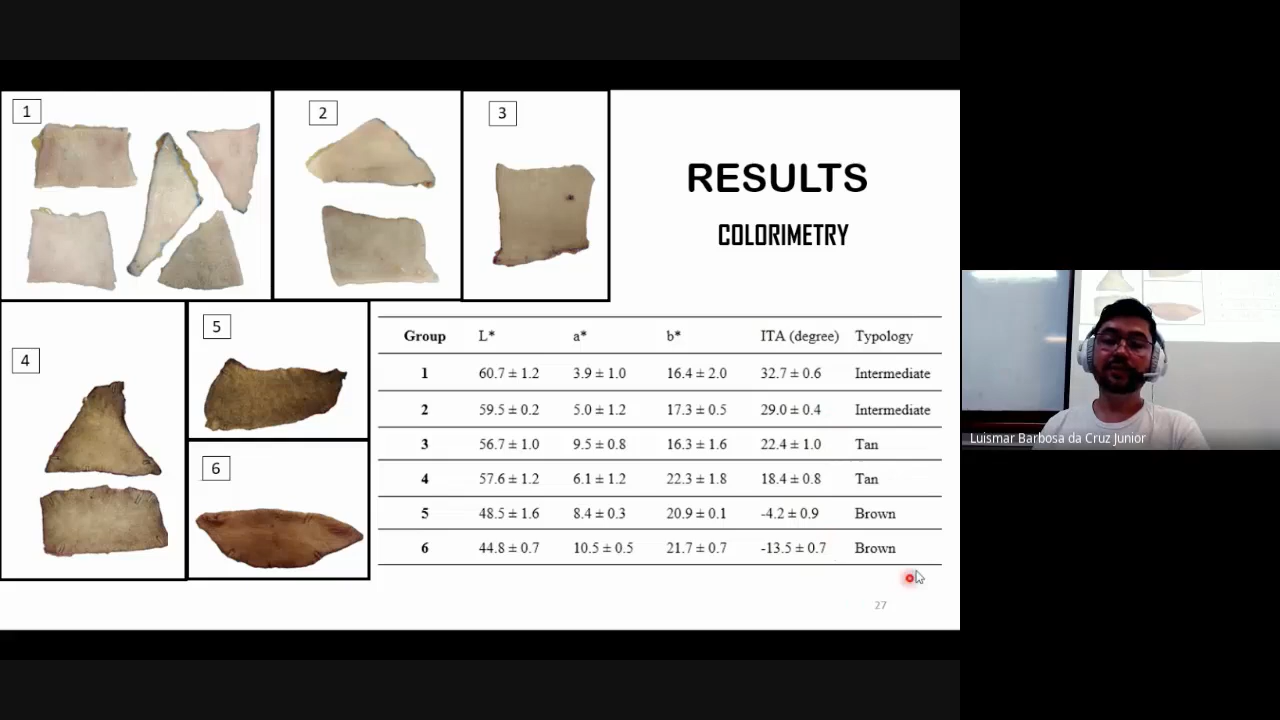 1
2
3
RESULTS
COLORIMETRY
4
5
6
Group L* a* b* ITA (degree) Typology
1 60.7 ± 1.2 3.9 ± 1.0 16.4 ± 2.0 32.7 ± 0.6 Intermediate
2 59.5 ± 0.2 5.0 ± 1.2 17.3 ± 0.5 29.0 ± 0.4 Intermediate
3 56.7 ± 1.0 9.5 ± 0.8 16.3 ± 1.6 22.4 ± 1.0 Tan
4 57.6 ± 1.2 6.1 ± 1.2 22.3 ± 1.8 18.4 ± 0.8 Tan
5 48.5 ± 1.6 8.4 ± 0.3 20.9 ± 0.1 -4.2 ± 0.9 Brown
6 44.8 ± 0.7 10.5 ± 0.5 21.7 ± 0.7 -13.5 ± 0.7 Brown
27
Luismar Barbosa da Cruz Junior